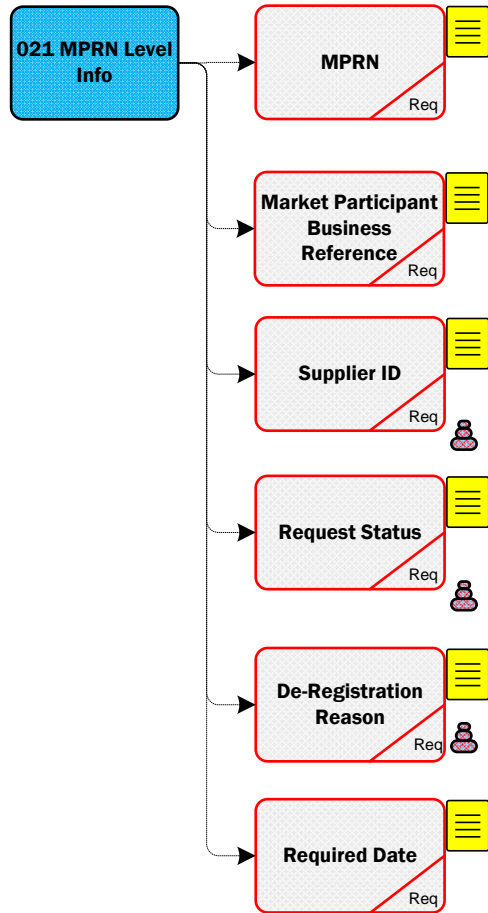 021 MPRN Level
Info
MPRN
Req
Market Participant
Business
Reference
Req
Supplier ID
Req
Request Status
Req
De-Registration
Reason
Req
Required Date
Req